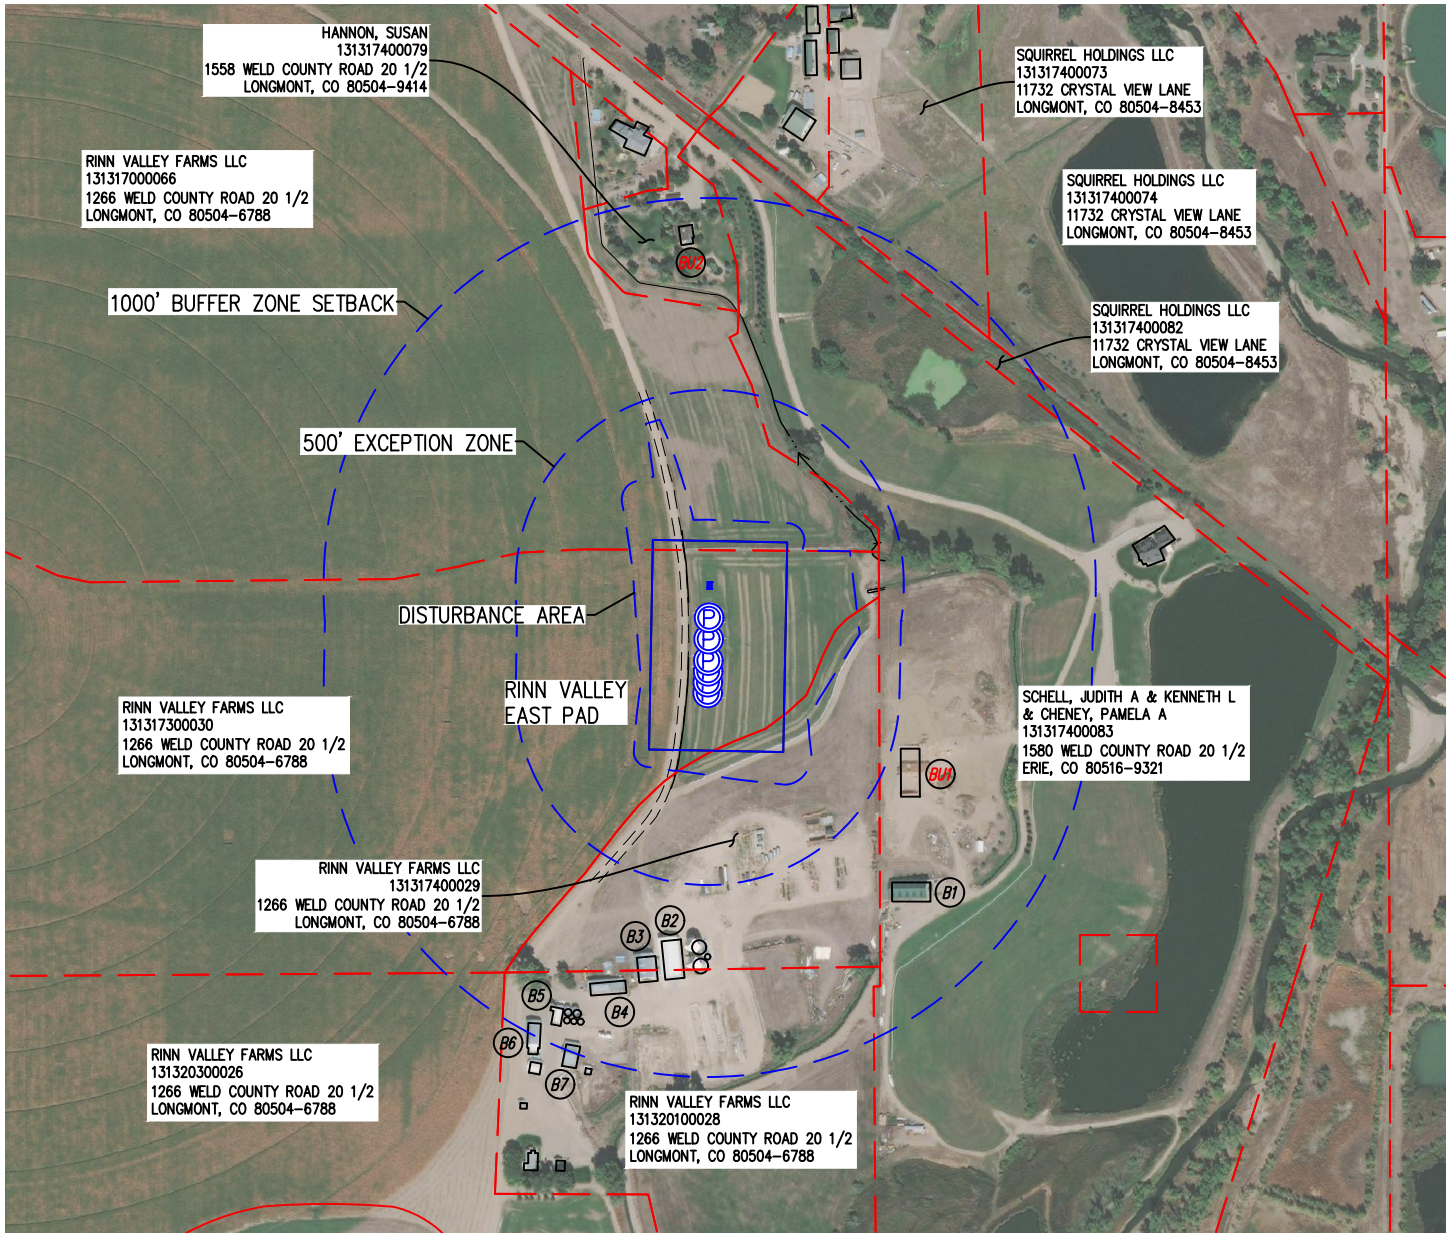 HANNON, SUSAN
131317400079
1558 WELD COUNTY ROAD 20 1/2
LONGMONT, CO 80504-9414
SQUIRREL HOLDINGS LLC
131317400073
11732 CRYSTAL VIEW LANE
LONGMONT, CO 80504-8453
RINN VALLEY FARMS LLC
131317000066
1266 WELD COUNTY ROAD 20 1/2
LONGMONT, CO 80504-6788
SQUIRREL HOLDINGS LLC
131317400074
11732 CRYSTAL VIEW LANE
LONGMONT, CO 80504-8453
BU2
1000' BUFFER ZONE SETBACK
SQUIRREL HOLDINGS LLC
131317400082
11732 CRYSTAL VIEW LANE
LONGMONT, CO 80504-8453
500' EXCEPTION ZONE
DISTURBANCE AREA
P
P
P
RINN VALLEY
EAST PAD
RINN VALLEY FARMS LLC
131317300030
1266 WELD COUNTY ROAD 20 1/2
LONGMONT, CO 80504-6788
SCHELL, JUDITH A & KENNETH L
& CHENEY, PAMELA A
131317400083
1580 WELD COUNTY ROAD 20 1/2
ERIE, CO 80516-9321
BU1
RINN VALLEY FARMS LLC
131317400029
1266 WELD COUNTY ROAD 20 1/2
LONGMONT, CO 80504-6788
B1
B2
B3
B4
B5
B6
B7
RINN VALLEY FARMS LLC
131320300026
1266 WELD COUNTY ROAD 20 1/2
LONGMONT, CO 80504-6788
RINN VALLEY FARMS LLC
131320100028
1266 WELD COUNTY ROAD 20 1/2
LONGMONT, CO 80504-6788